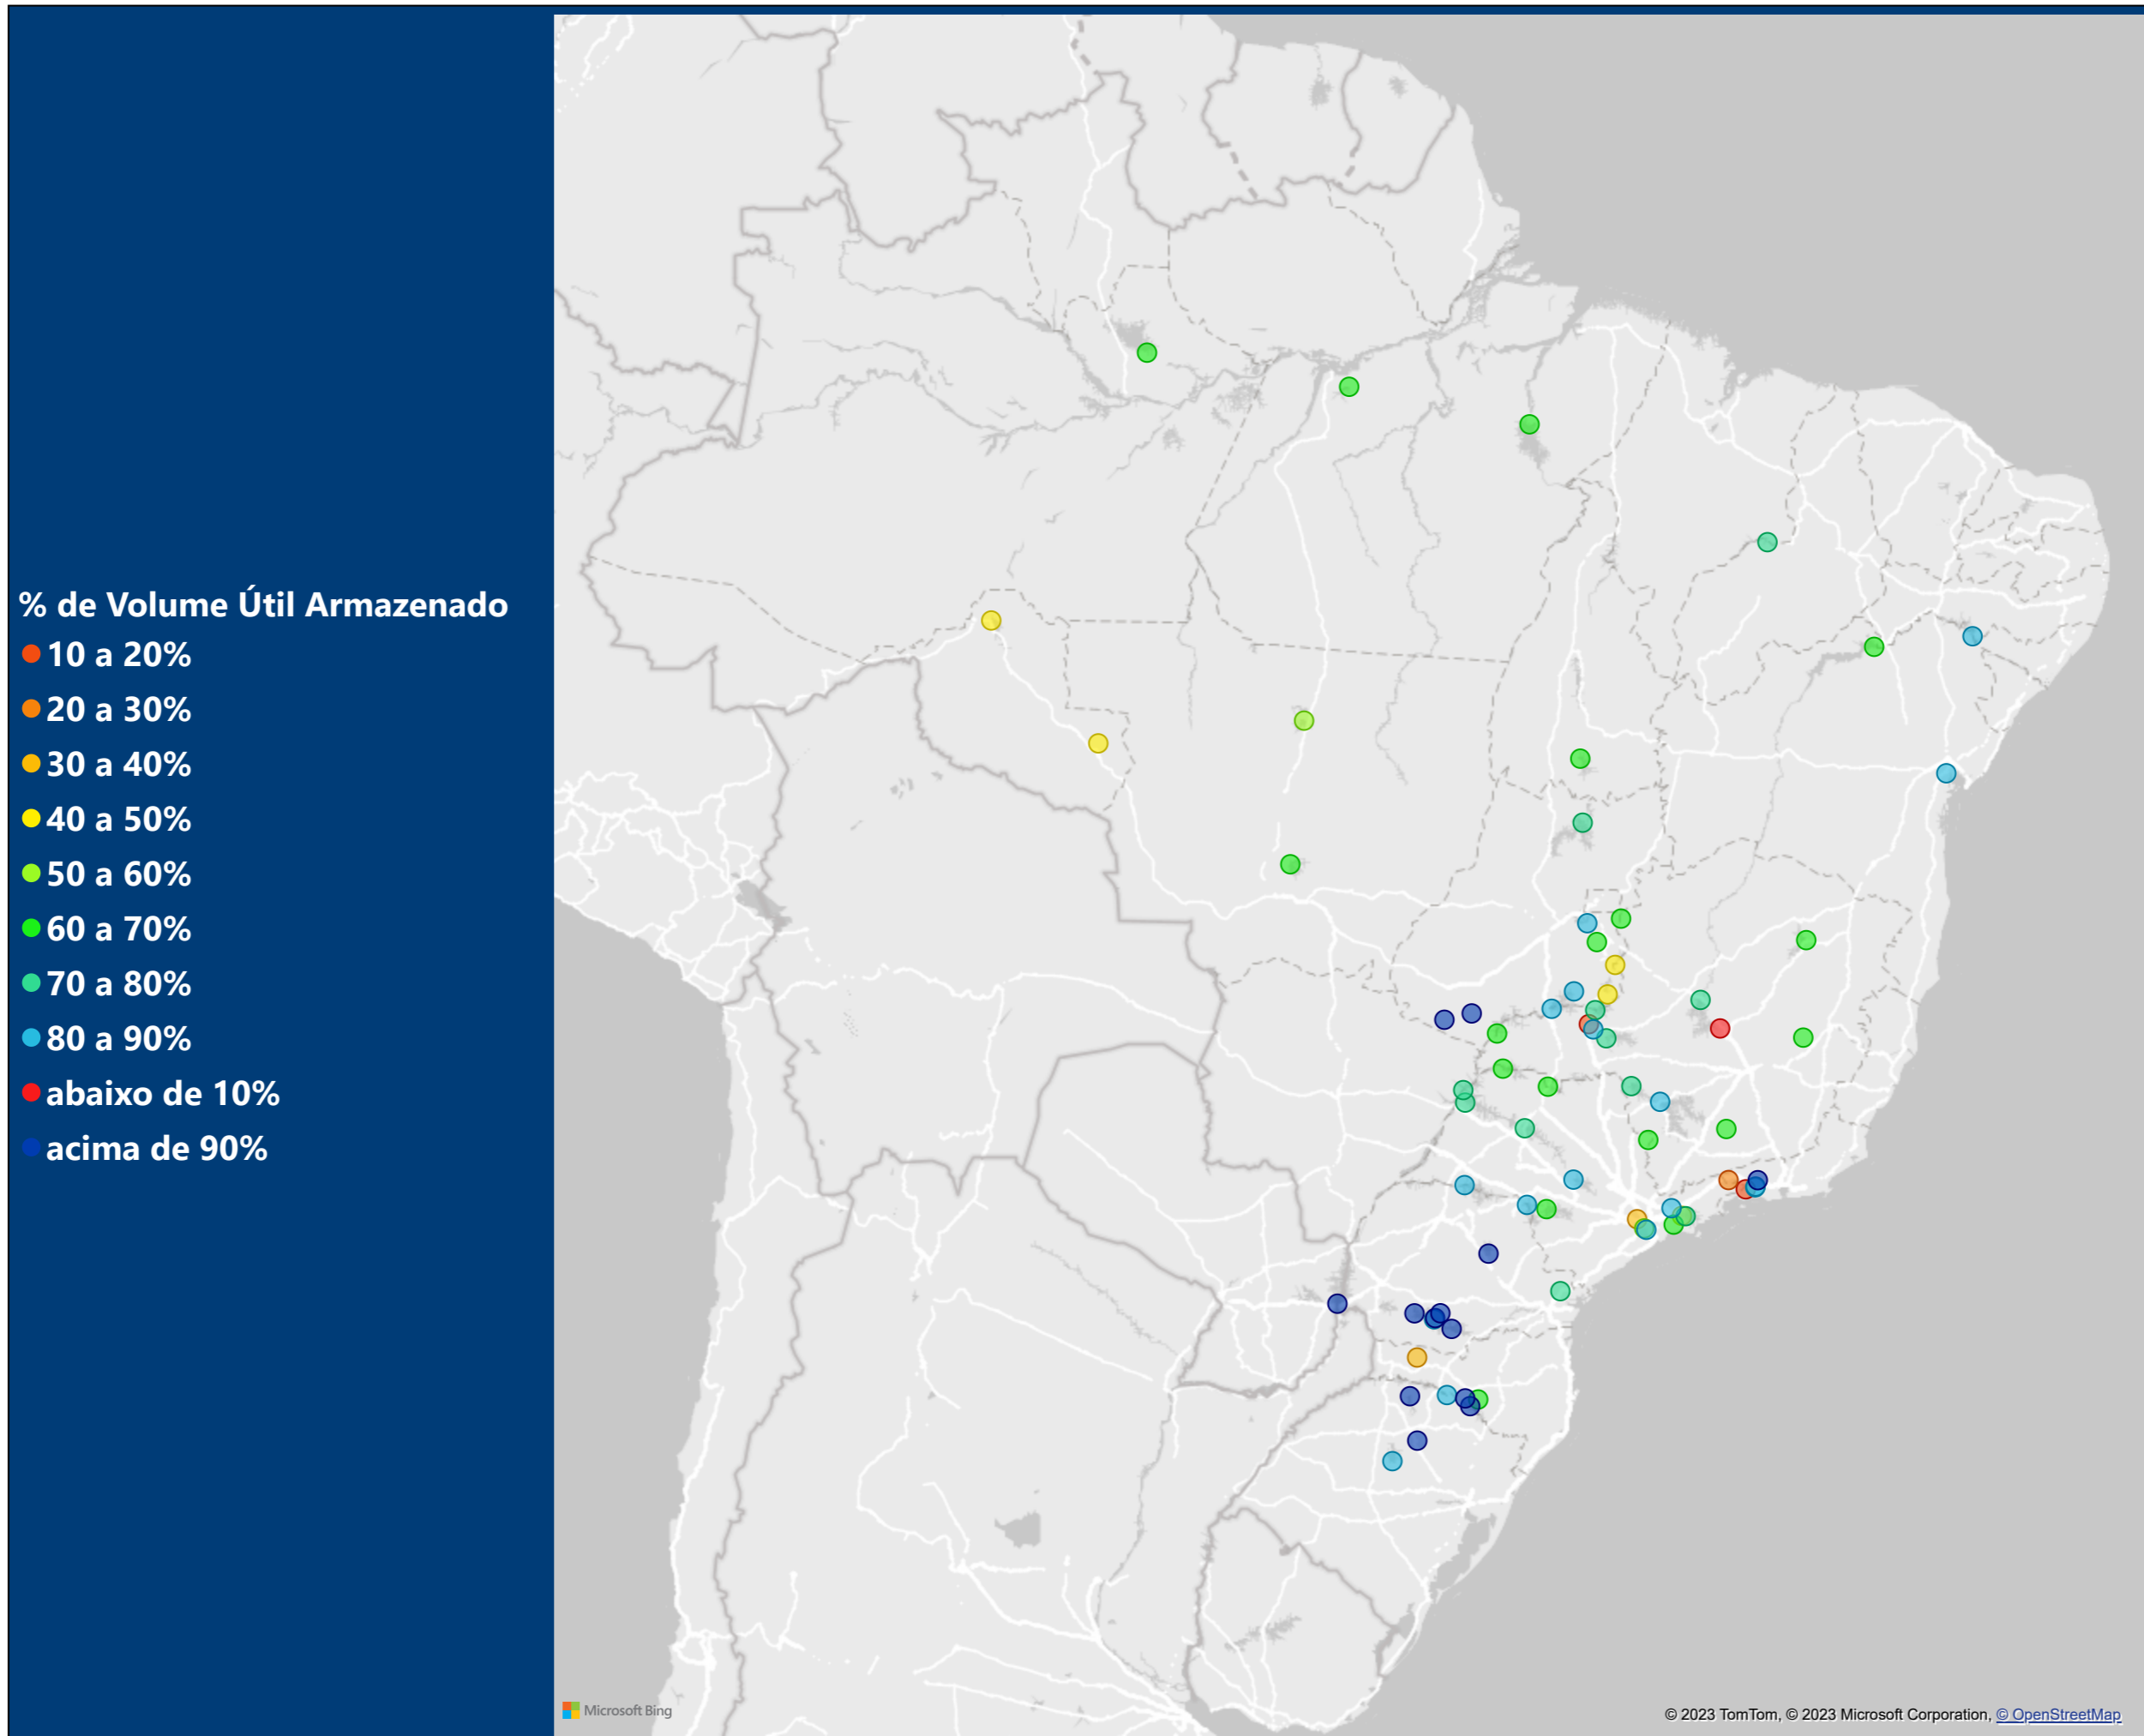 % de Volume Útil Armazenado
10 a 20%
20 a 30%
30 a 40%
40 a 50%
50 a 60%
60 a 70%
70 a 80%
80 a 90%
abaixo de 10%
acima de 90%
Microsoft Bing
© 2023 TomTom, © 2023 Microsoft Corporation, © OpenStreetMap